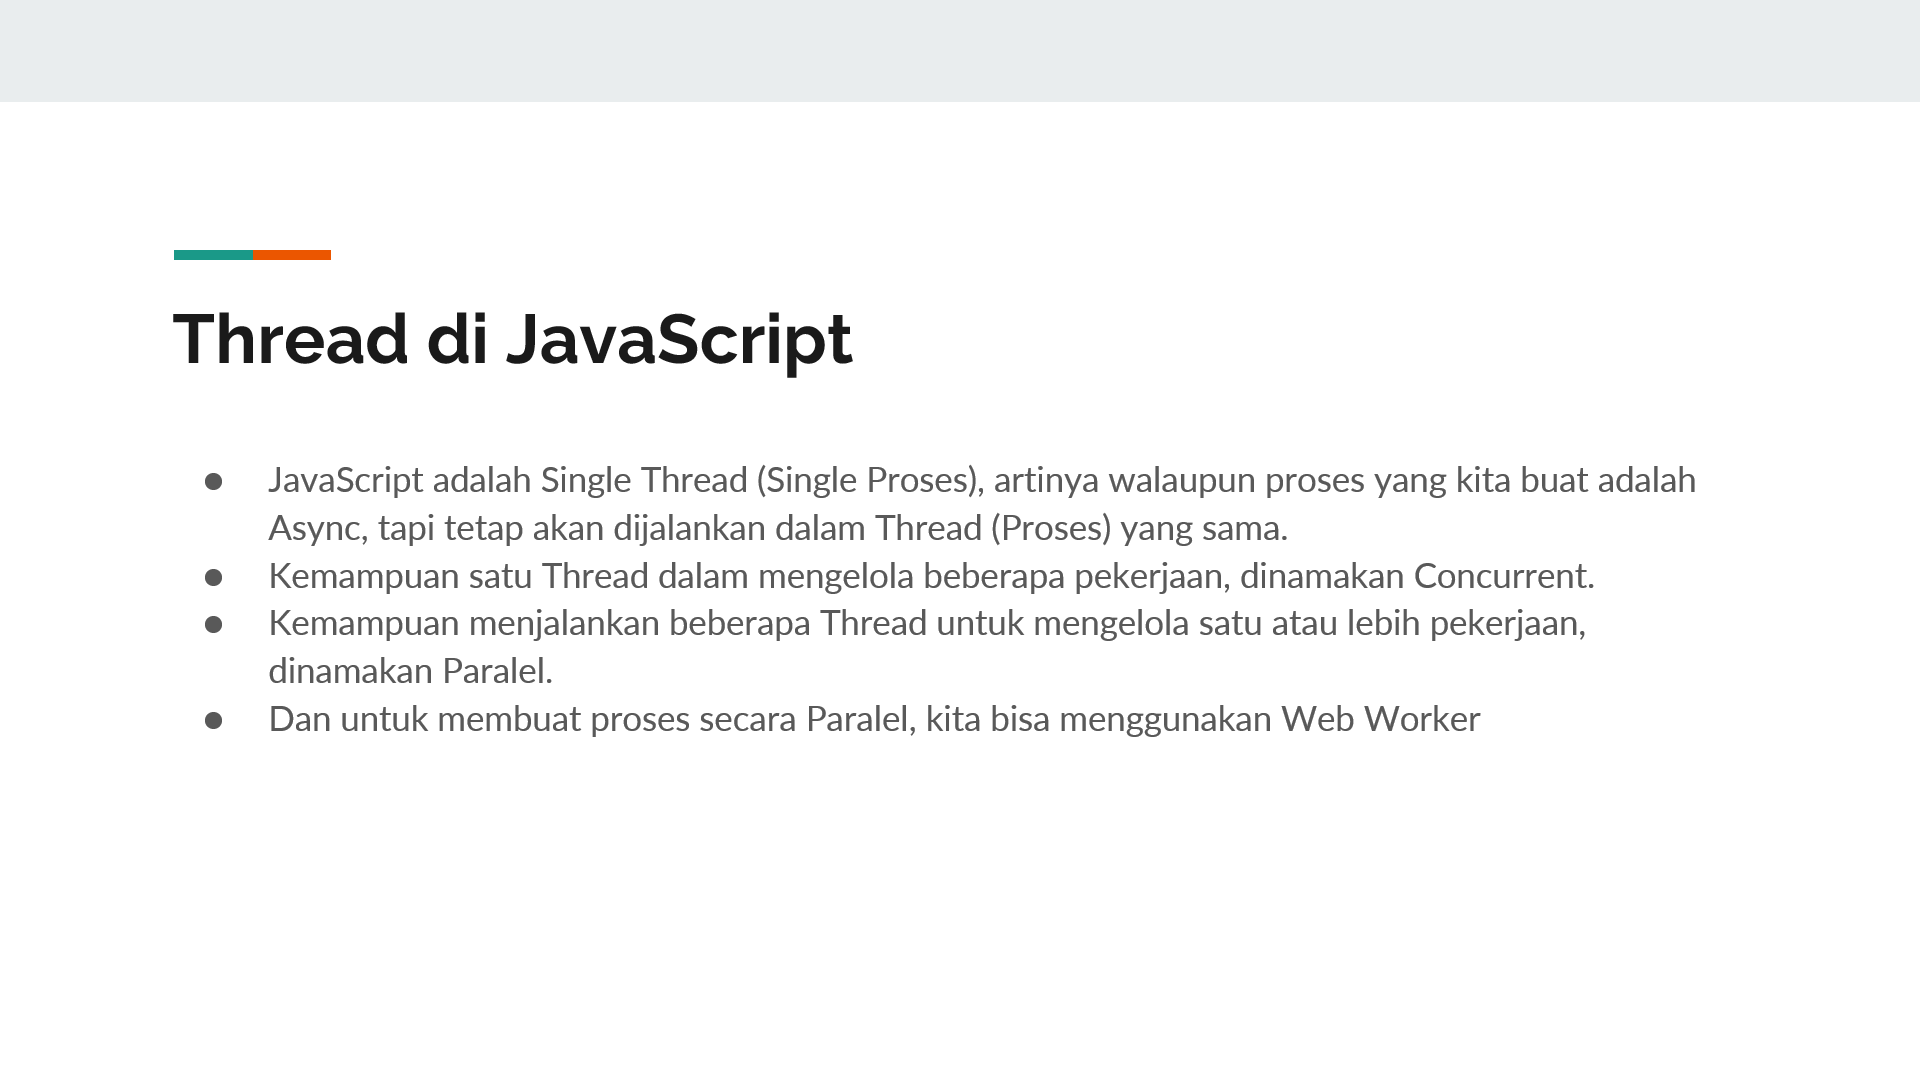 Thread di JavaScript
● JavaScript adalah Single Thread (Single Proses), artinya walaupun proses yang kita buat adalah
Async, tapi tetap akan dijalankan dalam Thread (Proses) yang sama.
● Kemampuan satu Thread dalam mengelola beberapa pekerjaan, dinamakan Concurrent.
● Kemampuan menjalankan beberapa Thread untuk mengelola satu atau lebih pekerjaan,
dinamakan Paralel.
● Dan untuk membuat proses secara Paralel, kita bisa menggunakan Web Worker